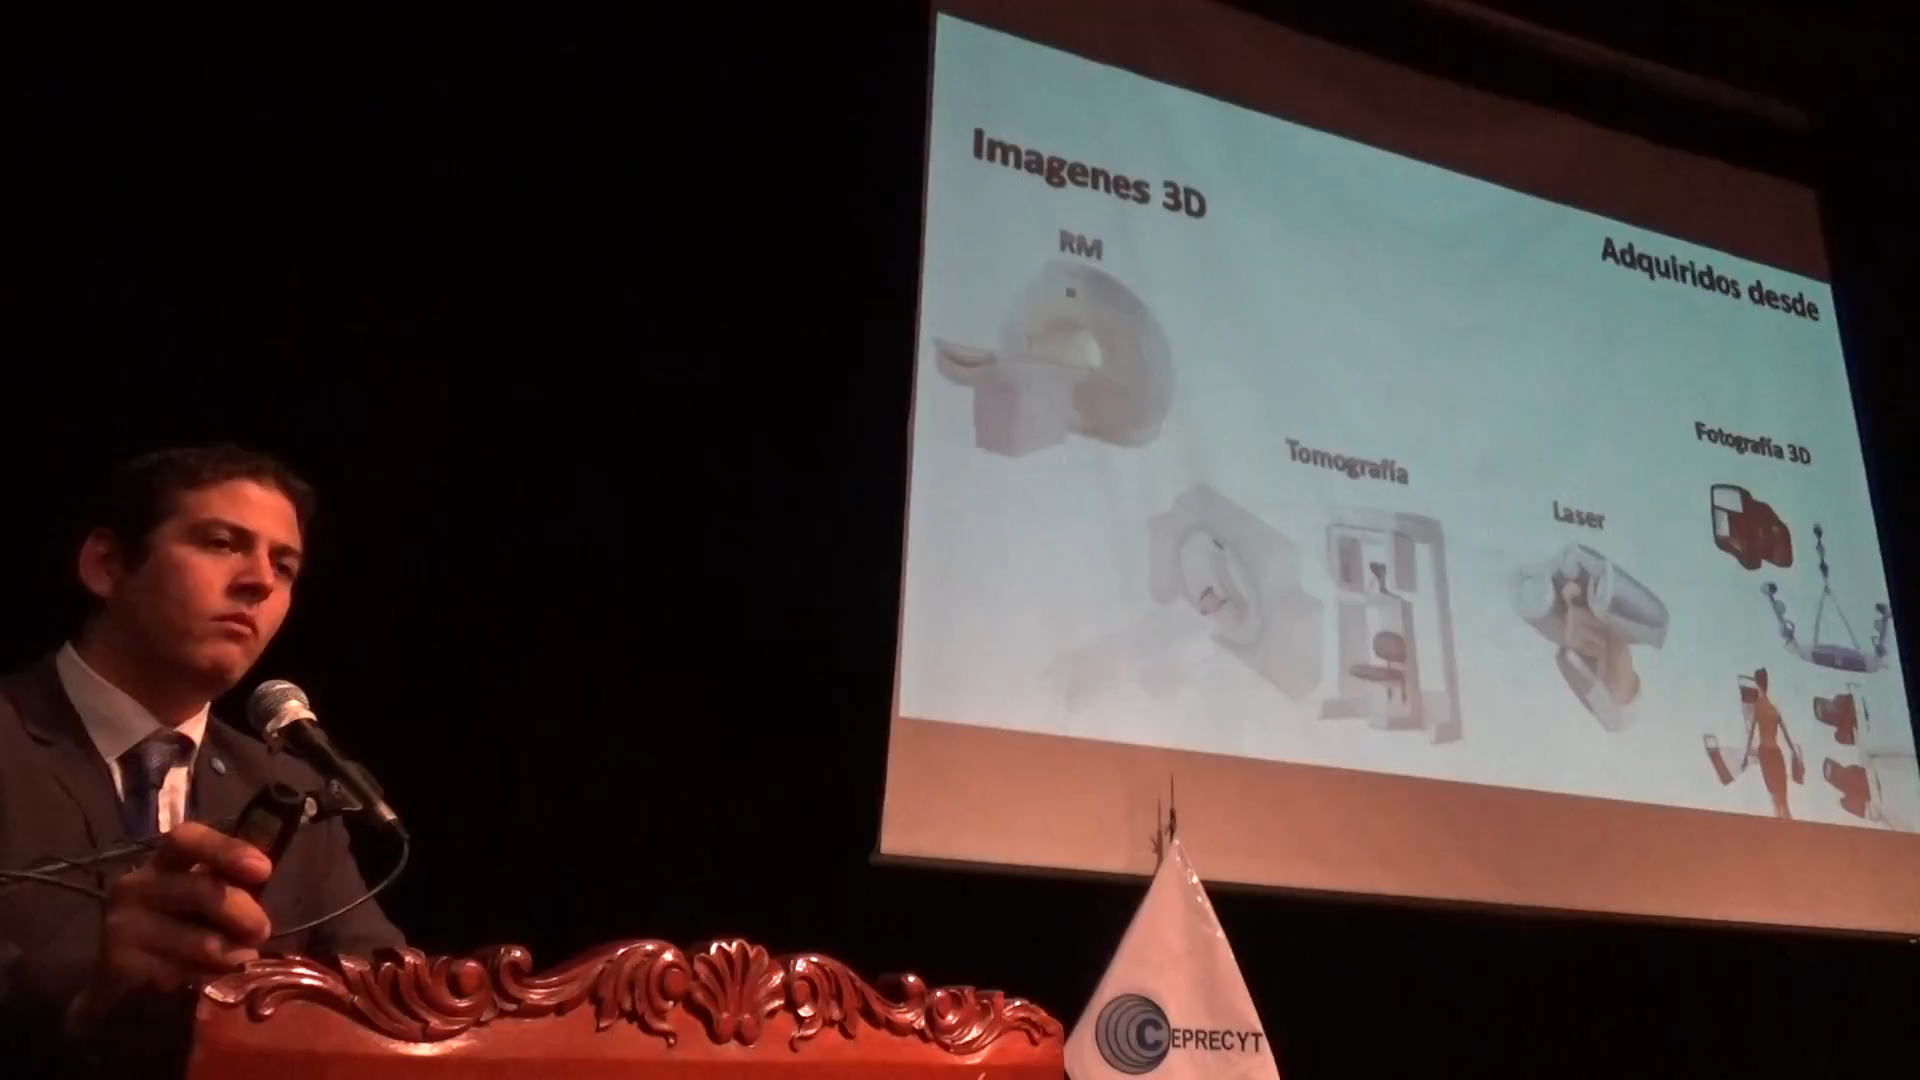 Imagenes 3D
Adquiridos desde
RM
Tomografía
Laser
Fotografía 3D
CEPRECYT